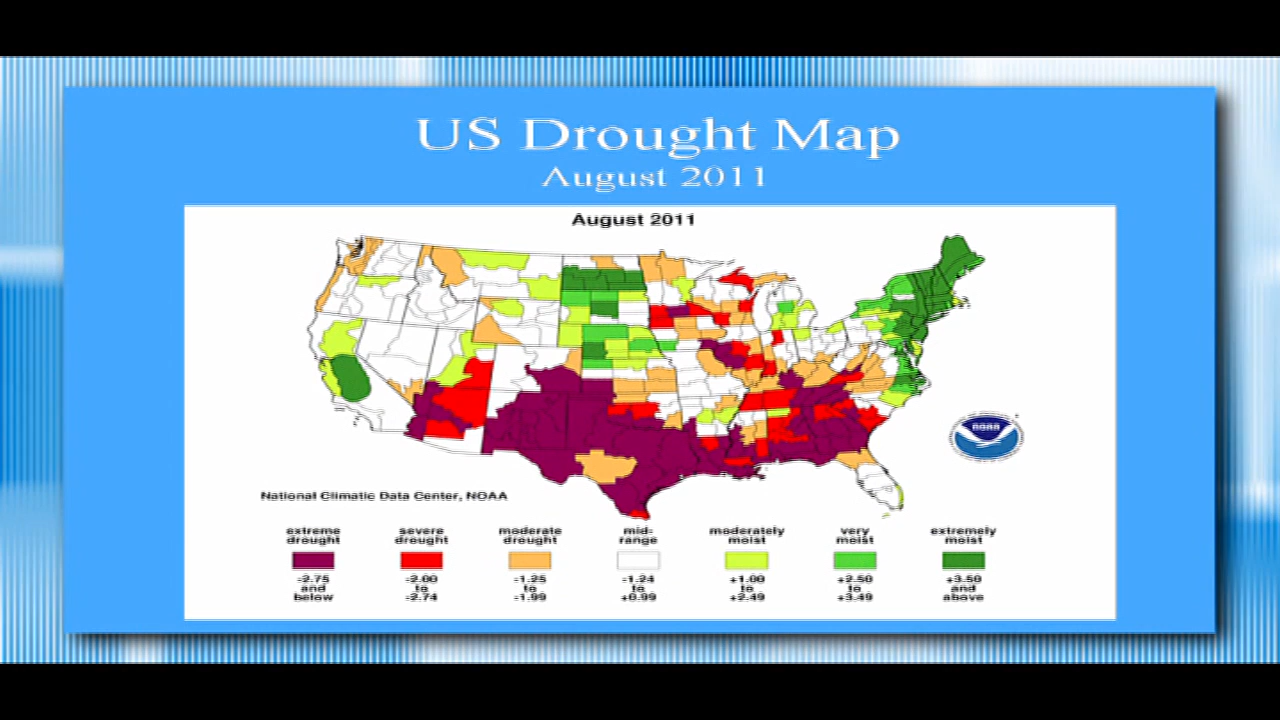 US Drought Map
August 2011
August 2011
NOAA
National Climatic Data Center, NOAA
extreme drought
severe drought
moderate drought
mid-range
moderately moist
very moist
extremely moist
-2.75 and below
-2.00 to -2.74
-1.25 to -1.99
-1.24 to +0.99
+1.00 to +2.49
+2.50 to +3.49
+3.50 and above